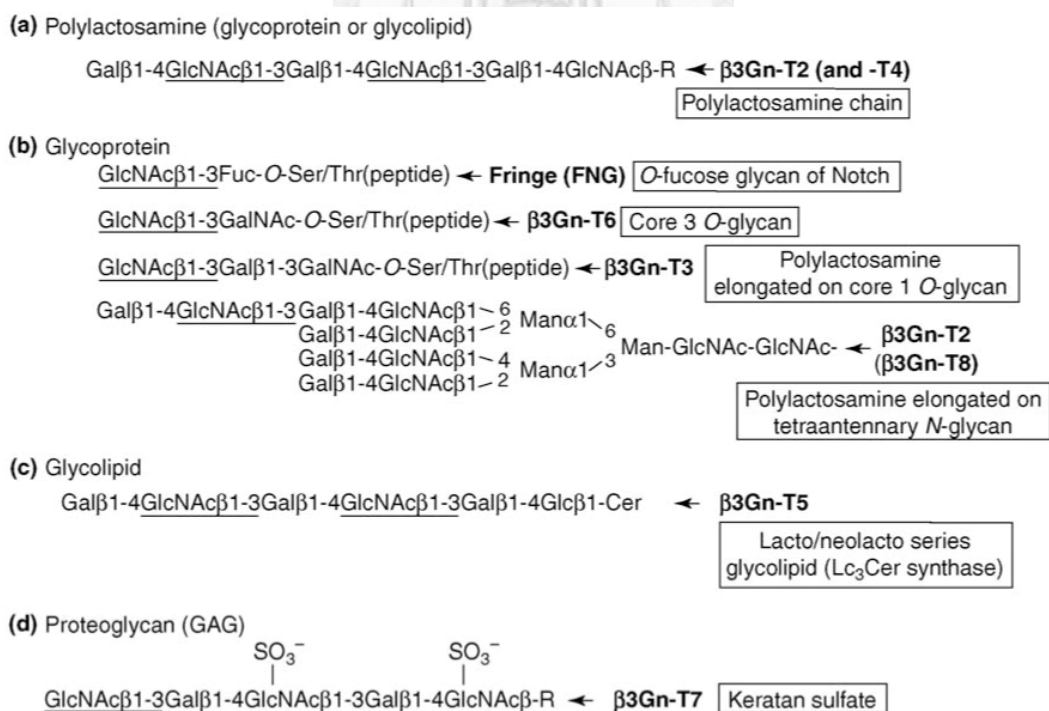 (a) Polylactosamine (glycoprotein or glycolipid)
Galβ1-4GlcNAcβ1-3Galβ1-4GlcNAcβ1-3Galβ1-4GlcNAcβ-R ← β3Gn-T2 (and -T4)
Polylactosamine chain
(b) Glycoprotein
GlcNAcβ1-3Fuc-O-Ser/Thr(peptide) ← Fringe (FNG) O-fucose glycan of Notch
GlcNAcβ1-3GalNAc-O-Ser/Thr(peptide) ← β3Gn-T6 Core 3 O-glycan
GlcNAcβ1-3Galβ1-3GalNAc-O-Ser/Thr(peptide) ← β3Gn-T3
Polylactosamine
elongated on core 1 O-glycan
Galβ1-4GlcNAcβ1-3Galβ1-4GlcNAcβ1-6
Galβ1-4GlcNAcβ1-2
Manα1-6
Galβ1-4GlcNAcβ1-4
Galβ1-4GlcNAcβ1-2
Manα1-3
Man-GlcNAc-GlcNAc- ← β3Gn-T2
(β3Gn-T8)
Polylactosamine elongated on
tetraantennary N-glycan
(c) Glycolipid
Galβ1-4GlcNAcβ1-3Galβ1-4GlcNAcβ1-3Galβ1-4Glcβ1-Cer ← β3Gn-T5
Lacto/neolacto series
glycolipid (Lc₃Cer synthase)
(d) Proteoglycan (GAG)
SO₃⁻ SO₃⁻
GlcNAcβ1-3Galβ1-4GlcNAcβ1-3Galβ1-4GlcNAcβ-R ← β3Gn-T7 Keratan sulfate